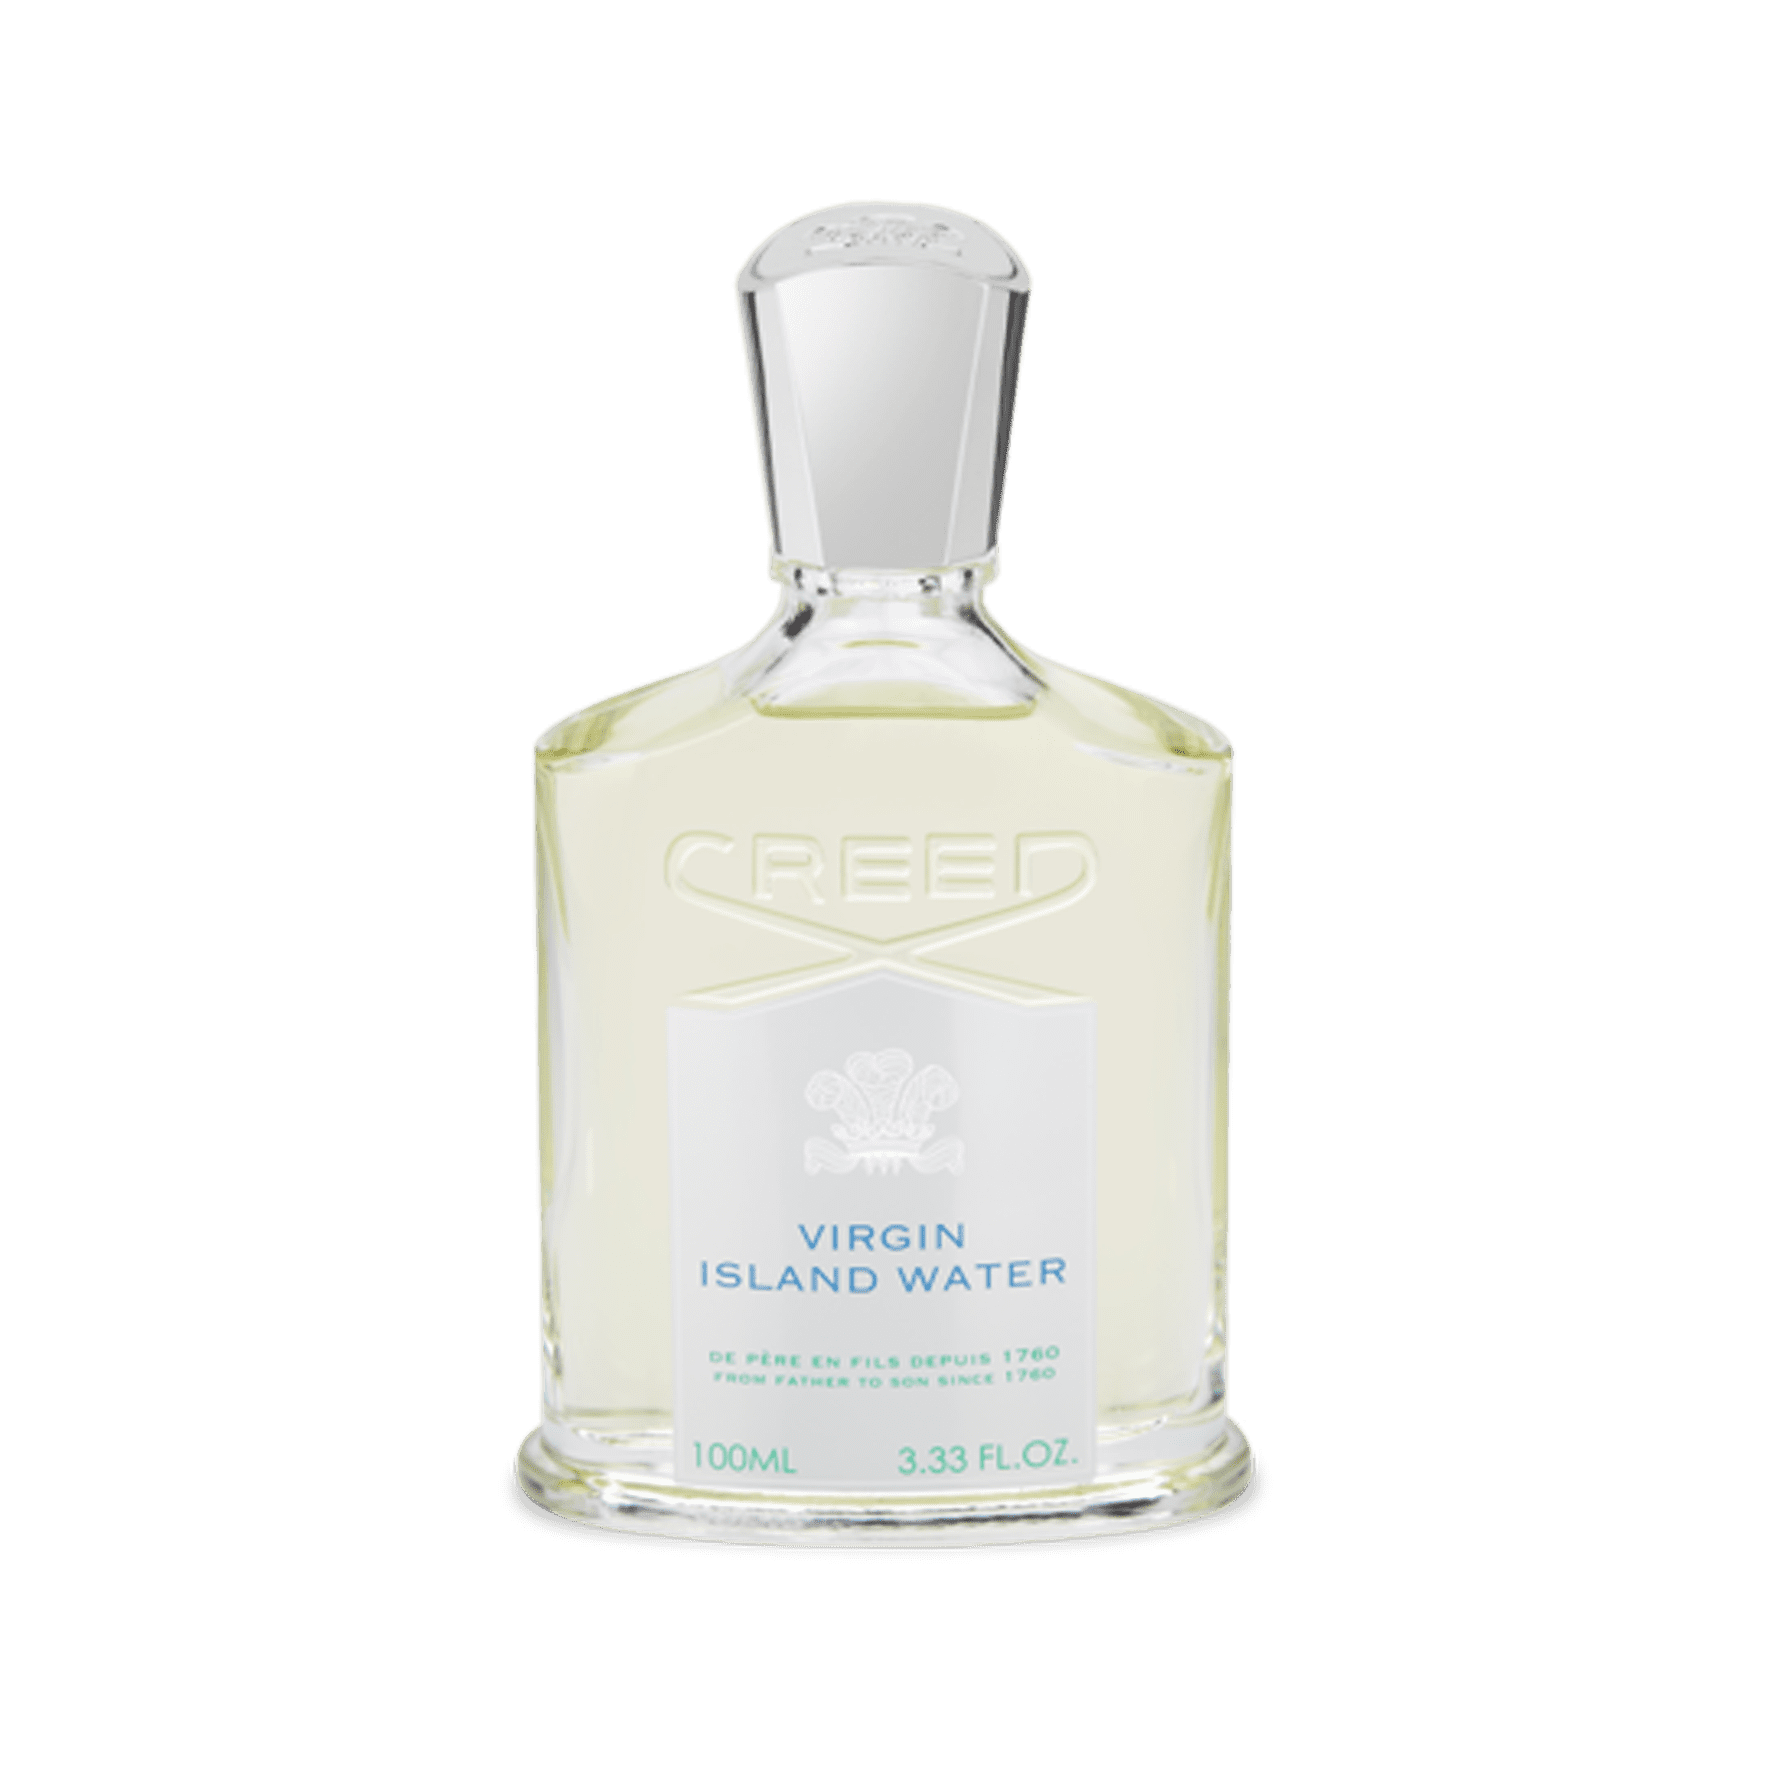 CREED
VIRGIN
ISLAND WATER
DE PÈRE EN FILS DEPUIS 1760
FROM FATHER TO SON SINCE 1760
100ML 3.33 FL.OZ.